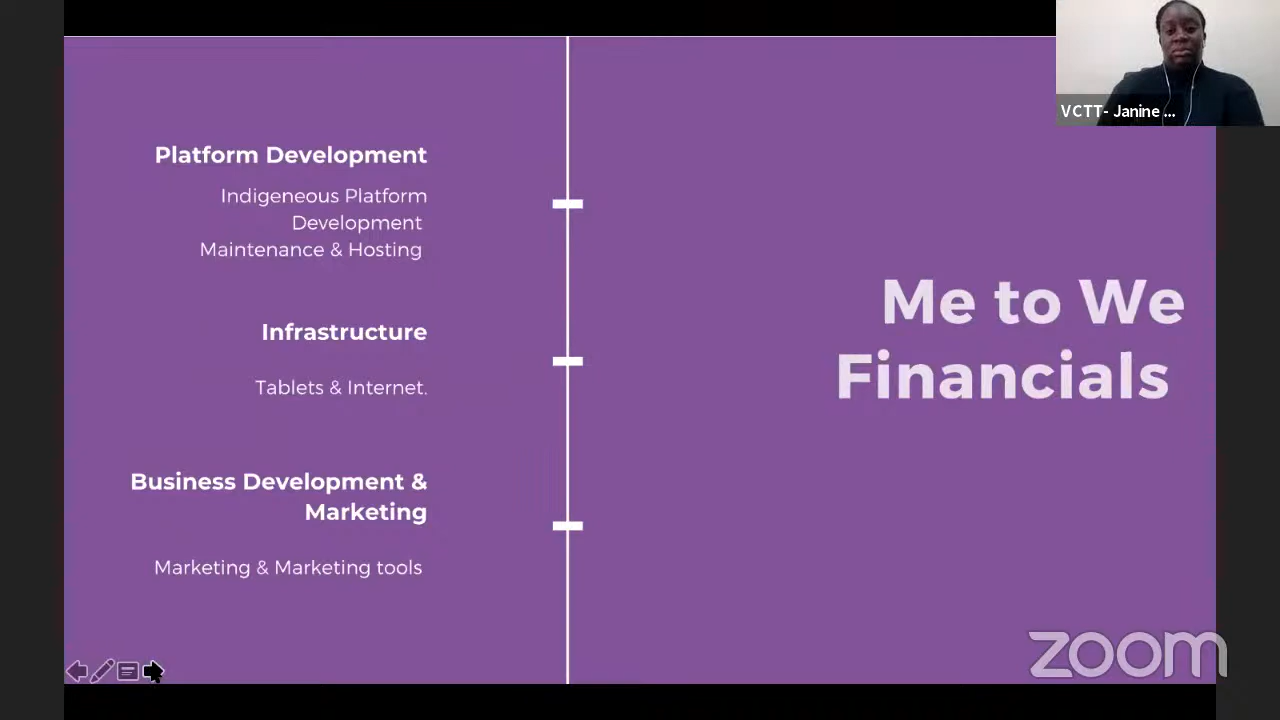 Platform Development
Indigeneous Platform
Development
Maintenance & Hosting
Infrastructure
Tablets & Internet.
Business Development &
Marketing
Marketing & Marketing tools
Me to We
Financials
VCTT- Janine ...
zoom